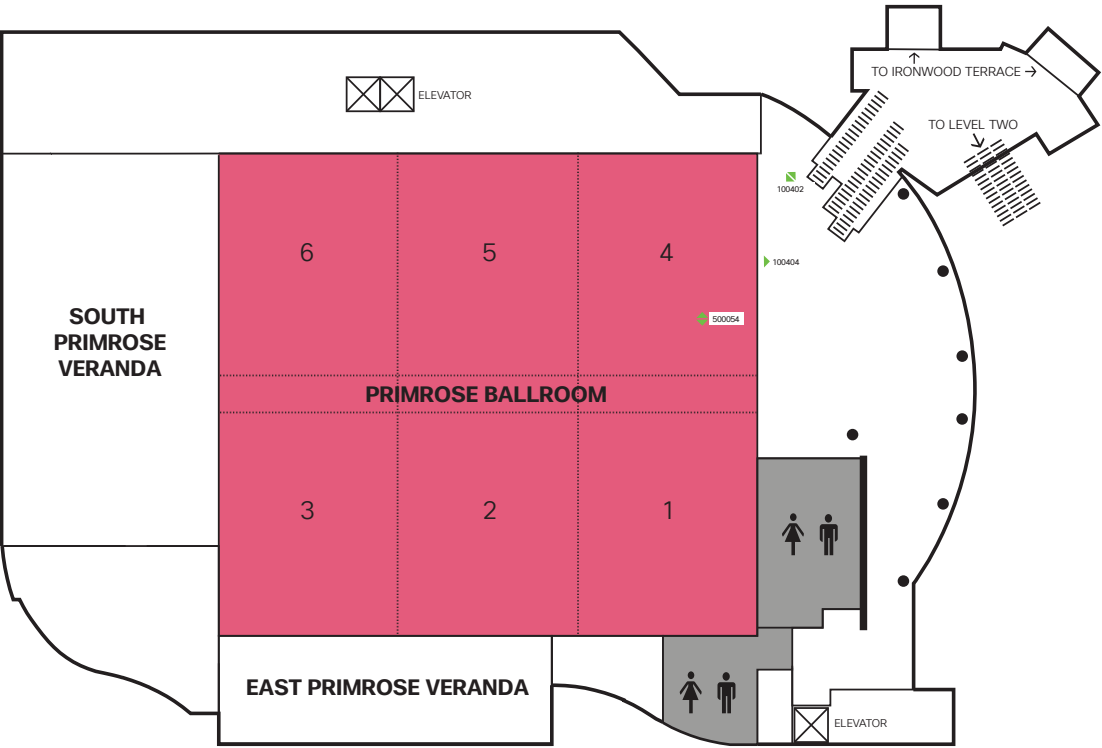 TO IRONWOOD TERRACE
ELEVATOR
TO LEVEL TWO
100402
6
5
4
100404
SOUTH
PRIMROSE
VERANDA
500054
PRIMROSE BALLROOM
3
2
1
EAST PRIMROSE VERANDA
ELEVATOR